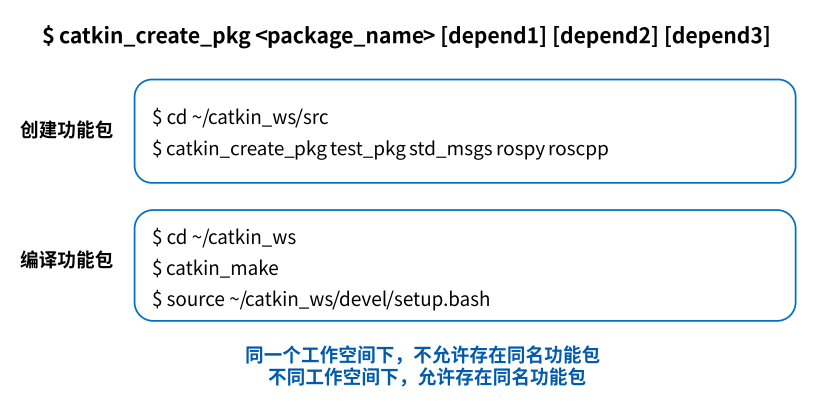 $ catkin_create_pkg <package_name> [depend1] [depend2] [depend3]
创建功能包
$ cd ~/catkin_ws/src
$ catkin_create_pkg test_pkg std_msgs rospy roscpp
编译功能包
$ cd ~/catkin_ws
$ catkin_make
$ source ~/catkin_ws/devel/setup.bash
同一个工作空间下，不允许存在同名功能包
不同工作空间下，允许存在同名功能包